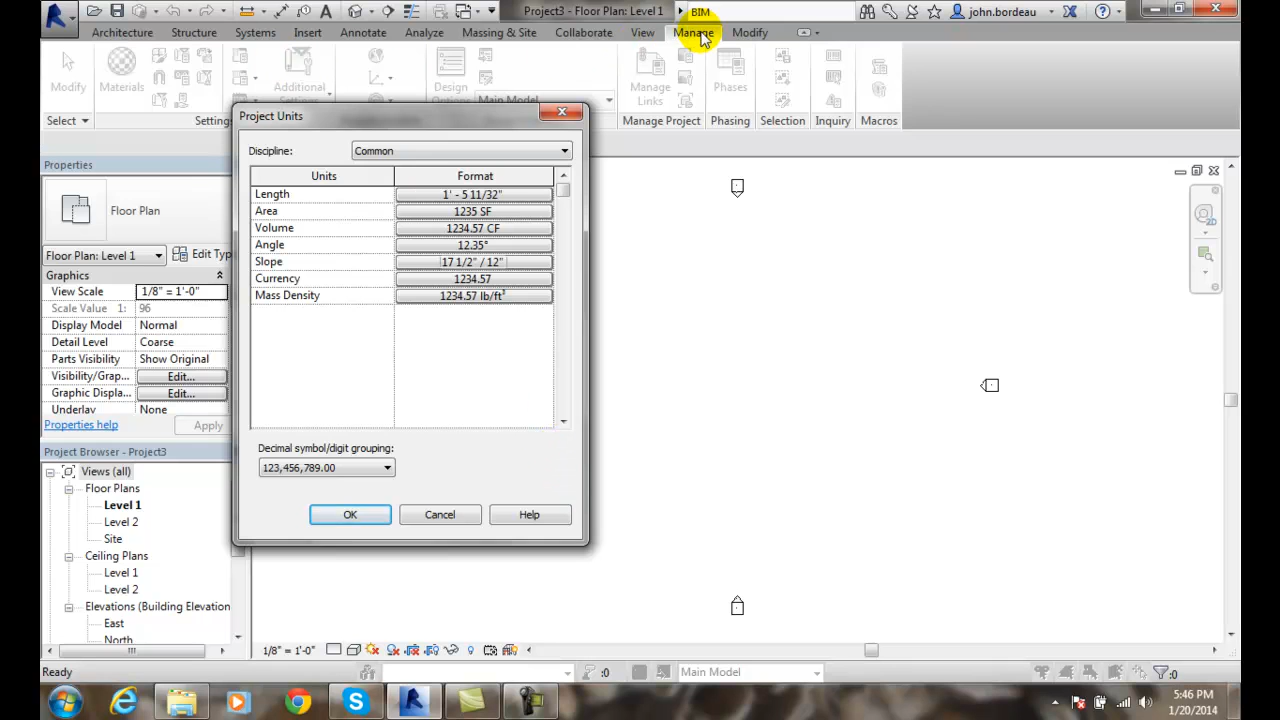 Project3 - Floor Plan: Level 1
BIM
john.bordeau
Architecture
Structure
Systems
Insert
Annotate
Analyze
Massing & Site
Collaborate
View
Manage
Modify
Modify
Materials
Additional
Design
Main Model
Manage
Links
Phases
Select
Manage Project
Phasing
Selection
Inquiry
Macros
Properties
Floor Plan
Floor Plan: Level 1
Graphics
View Scale 1/8" = 1'-0"
Scale Value 1: 96
Display Model Normal
Detail Level Coarse
Parts Visibility Show Original
Visibility/Grap... Edit...
Graphic Displa... Edit...
Underlay None
Properties help
Apply
Project Browser - Project3
Views (all)
Floor Plans
Level 1
Level 2
Site
Ceiling Plans
Level 1
Level 2
Elevations (Building Elevation
East
North
Project Units
Discipline: Common
Units Format
Length 1' - 5 11/32"
Area 1235 SF
Volume 1234.57 CF
Angle 12.35°
Slope 17 1/2" / 12"
Currency 1234.57
Mass Density 1234.57 lb/ft³
Decimal symbol/digit grouping:
123,456,789.00
OK
Cancel
Help
1/8" = 1'-0"
Ready
:0
Main Model
:0
5:46 PM
1/20/2014